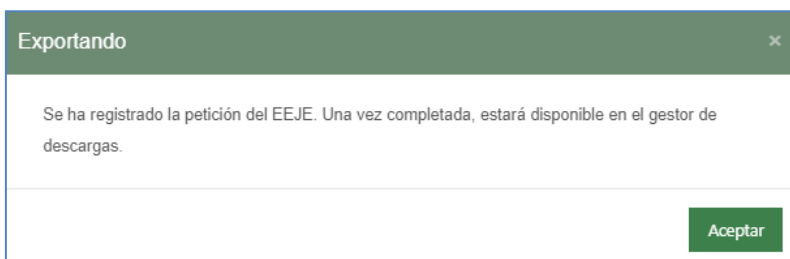 Exportando ×
Se ha registrado la petición del EEJE. Una vez completada, estará disponible en el gestor de
descargas.
Aceptar